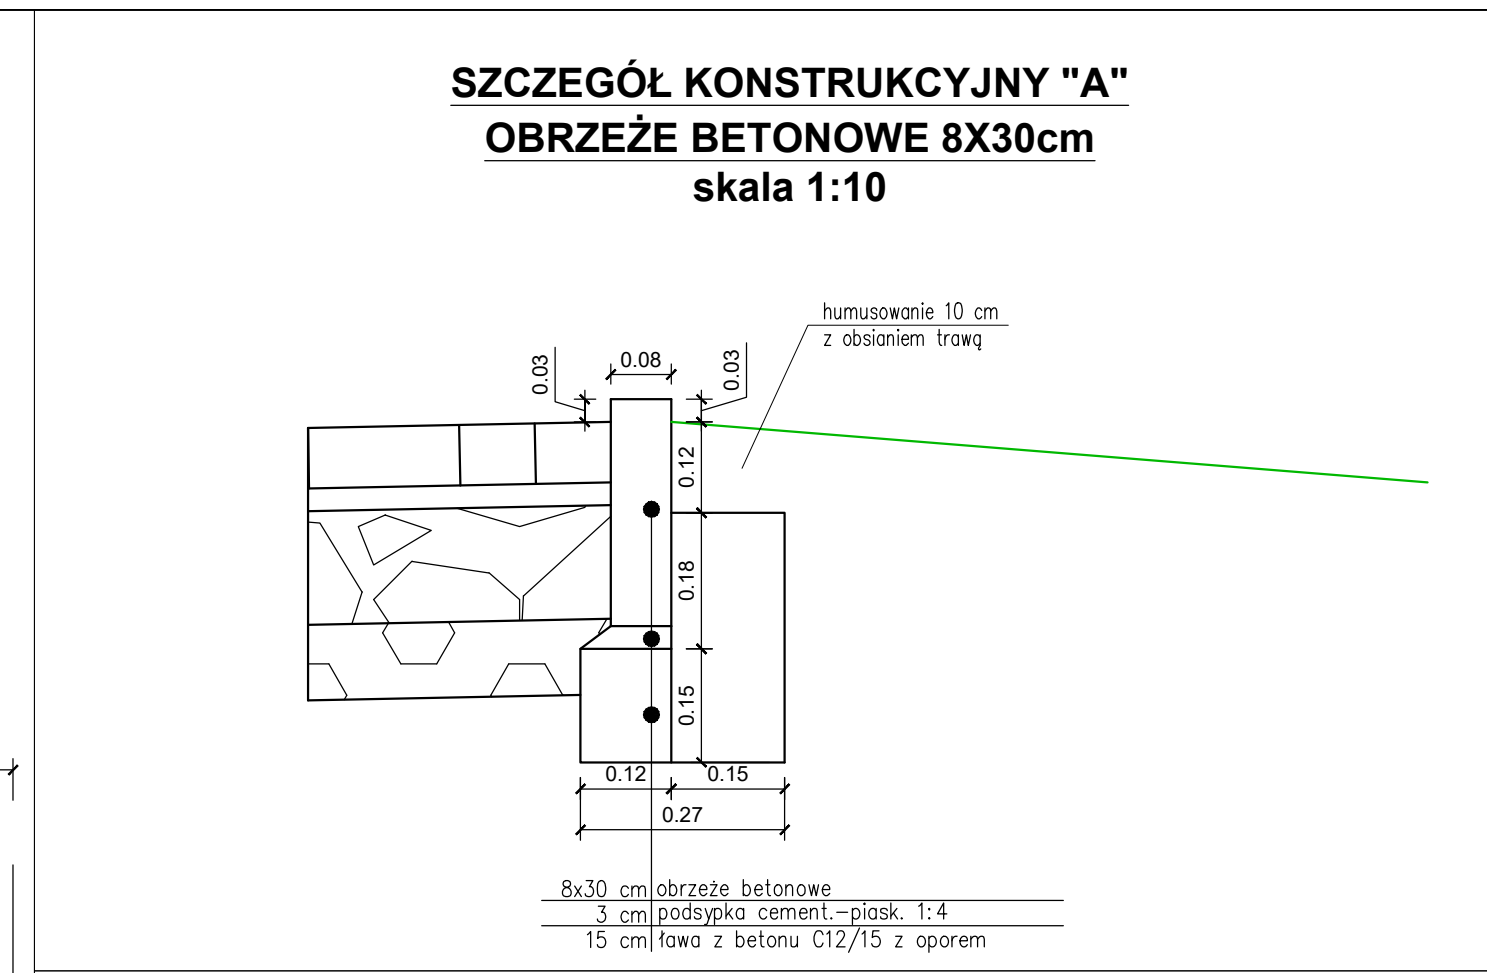 SZCZEGÓŁ KONSTRUKCYJNY "A"
OBRZEŻE BETONOWE 8X30cm
skala 1:10
humusowanie 10 cm
z obsianiem trawą
0.03
0.08
0.03
0.12
0.18
0.15
0.12
0.15
0.27
8x30 cm obrzeże betonowe
3 cm podsypka cement.-piask. 1:4
15 cm ława z betonu C12/15 z oporem